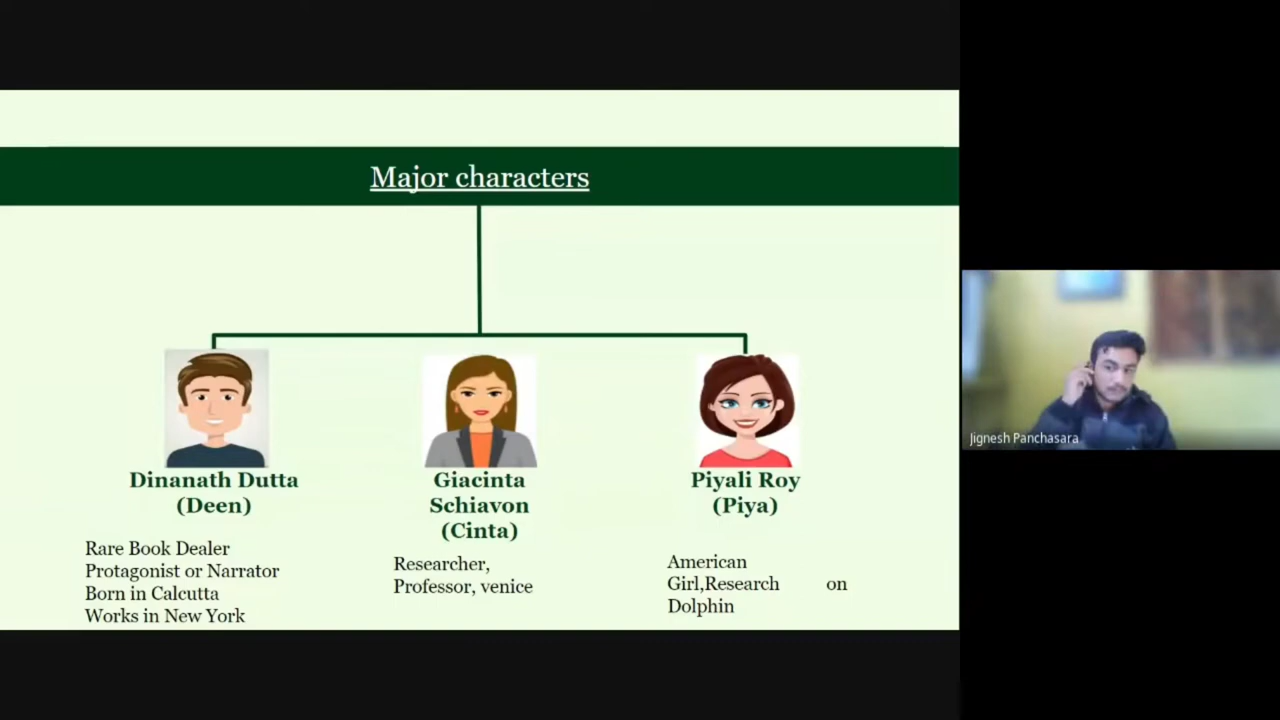 Major characters
Dinanath Dutta
(Deen)
Rare Book Dealer
Protagonist or Narrator
Born in Calcutta
Works in New York
Giacinta
Schiavon
(Cinta)
Researcher,
Professor, venice
Piyali Roy
(Piya)
American
Girl,Research on
Dolphin
Jignesh Panchasara